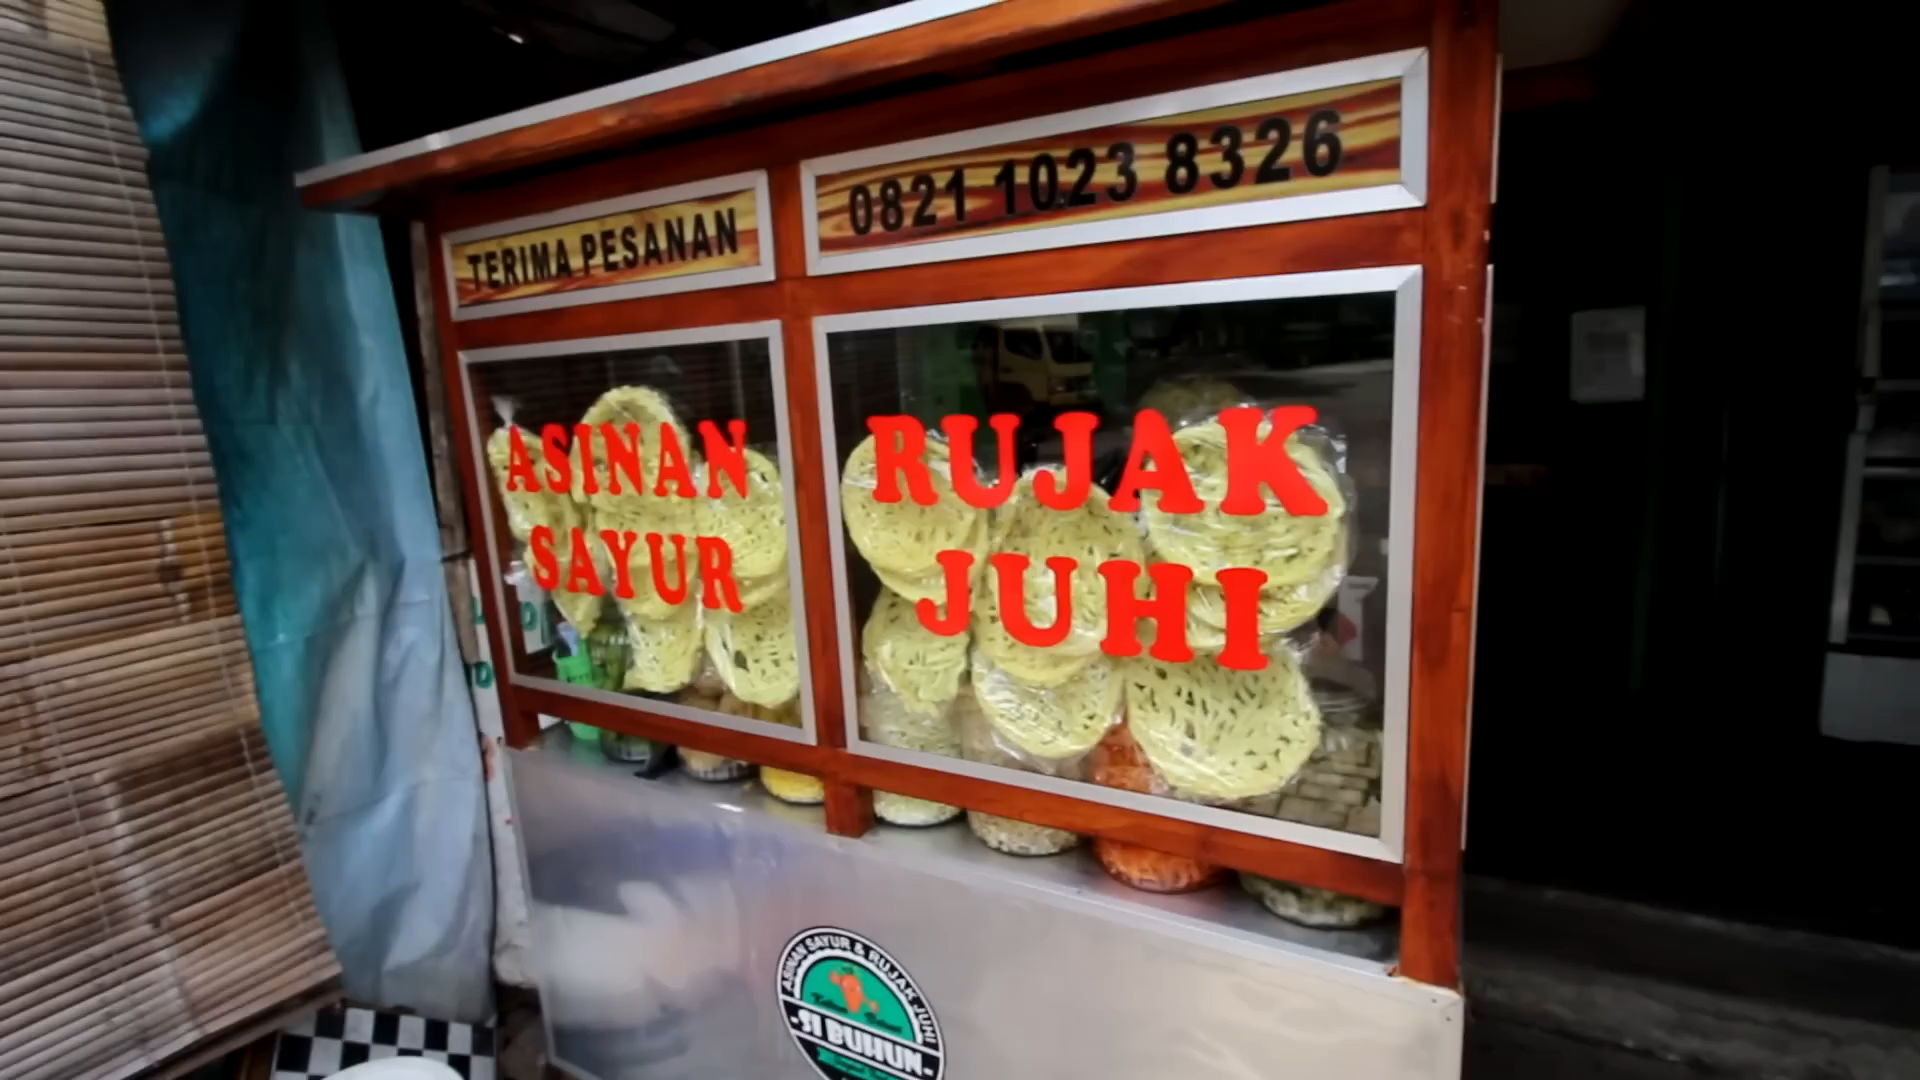 TERIMA PESANAN
0821 1023 8326
ASINAN
SAYUR
RUJAK
JUHI
ASINAN SAYUR & RUJAK JUHI
-SI BUHUN-